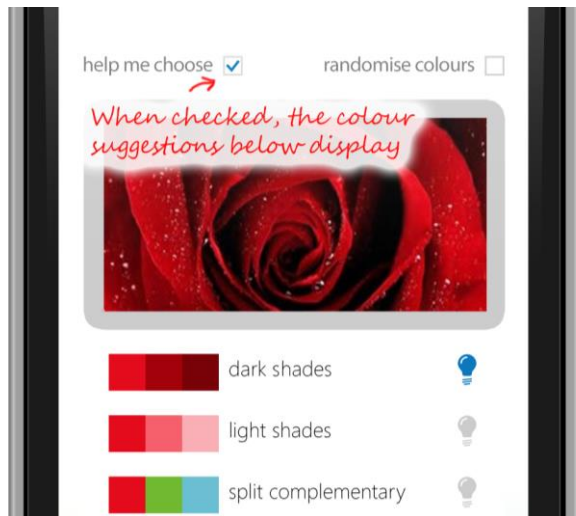 help me choose randomise colours
When checked, the colour
suggestions below display
dark shades
light shades
split complementary